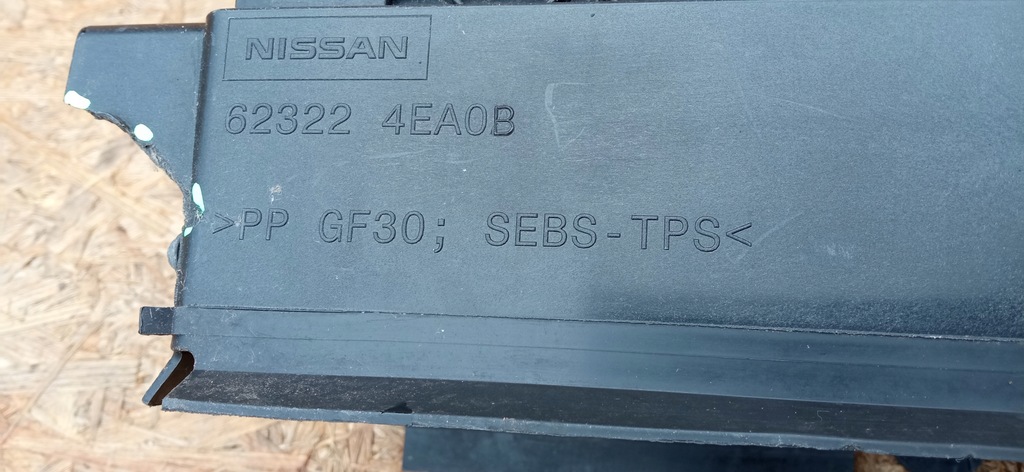 NISSAN
62322 4EA0B
>PP GF30; SEBS-TPS<